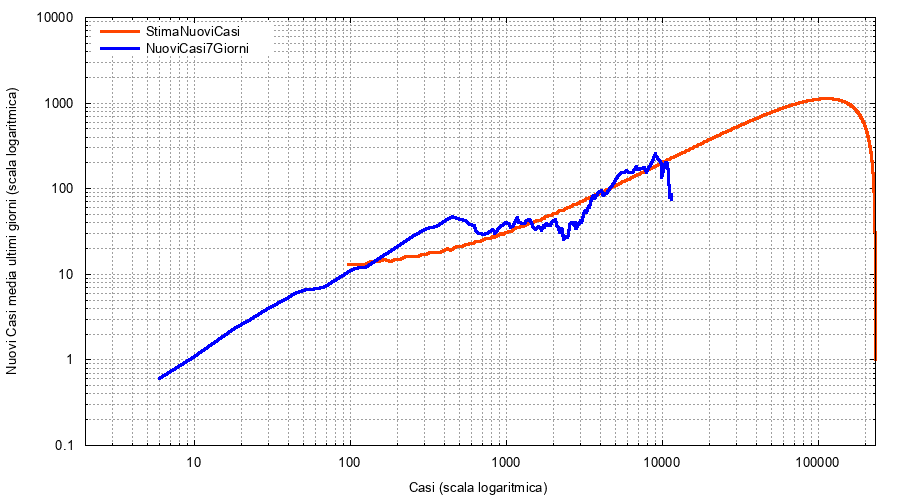 StimaNuoviCasi
NuoviCasi7Giorni
10000
1000
100
10
1
0.1
Nuovi Casi media ultimi giorni (scala logaritmica)
10
100
1000
10000
100000
Casi (scala logaritmica)